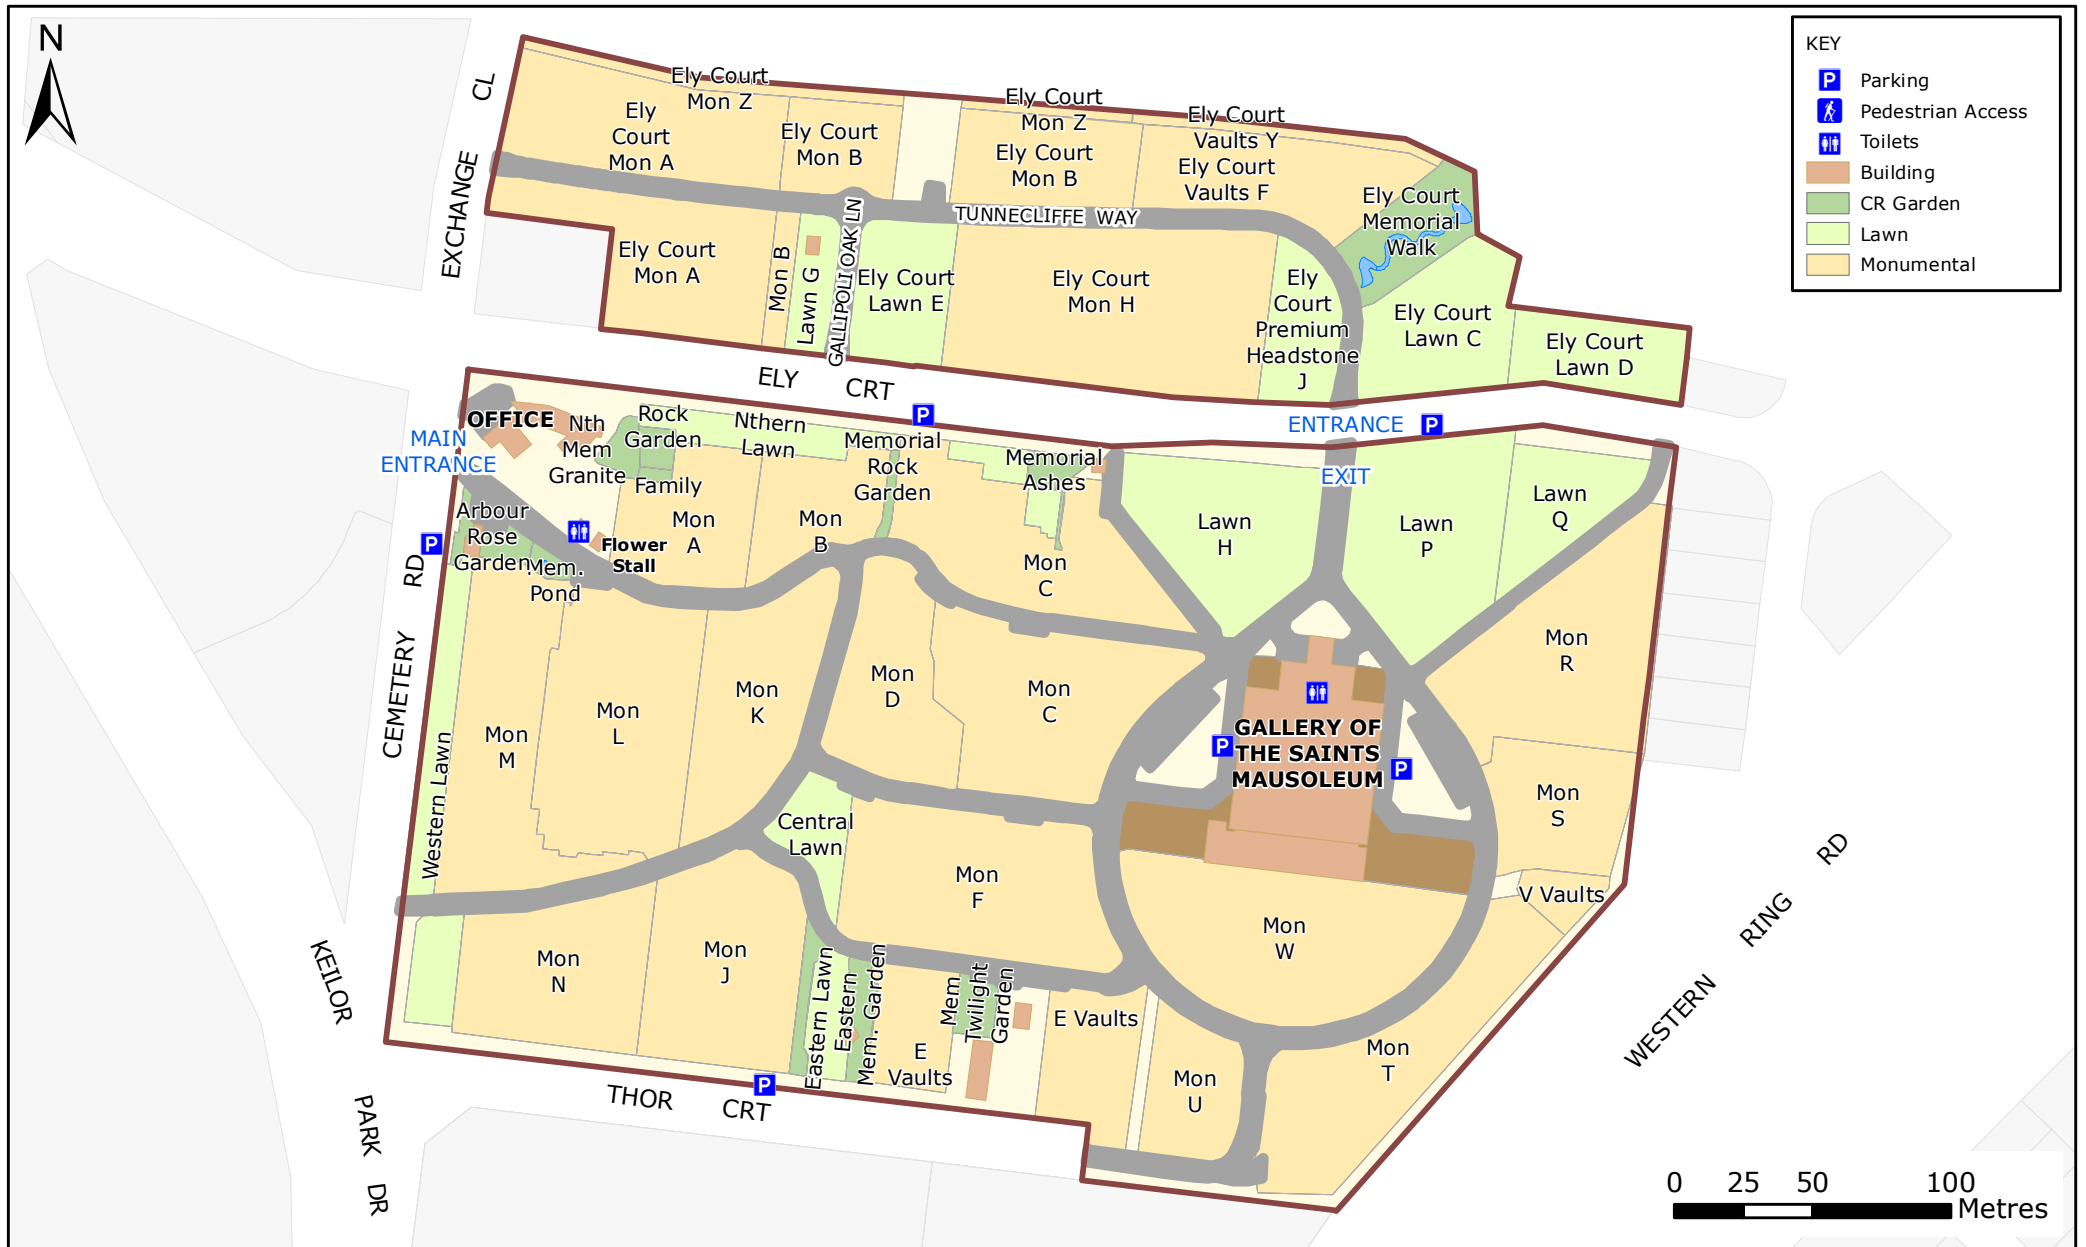 N
KEY
P Parking
Pedestrian Access
Toilets
Building
CR Garden
Lawn
Monumental
EXCHANGE CL
Ely Court
Mon Z
Ely
Court
Mon A
Ely Court
Mon B
Ely Court
Mon Z
Ely Court
Mon B
Ely Court
Vaults Y
Ely Court
Vaults F
Ely Court
Memorial
Walk
TUNNECLIFFE WAY
Ely Court
Mon A
Mon B
Lawn G
GALLIPOLI OAK LN
Ely Court
Lawn E
Ely Court
Mon H
Ely
Court
Premium
Headstone
J
Ely Court
Lawn C
Ely Court
Lawn D
ELY CRT
P
ENTRANCE
P
EXIT
MAIN
ENTRANCE
OFFICE
Nth
Mem
Granite
Rock
Garden
Family
Nthern
Lawn
Memorial
Rock
Garden
Memorial
Ashes
Arbour
Rose
Garden
Mem.
Pond
Flower
Stall
P
Mon
A
Mon
B
Mon
C
Lawn
H
Lawn
P
Lawn
Q
Mon
R
CEMETERY RD
Western Lawn
Mon
M
Mon
L
Mon
K
Mon
D
Mon
C
GALLERY OF
THE SAINTS
MAUSOLEUM
P
P
Mon
S
Central
Lawn
Mon
F
V Vaults
Mon
W
Mon
N
Mon
J
Eastern Lawn
Eastern
Mem. Garden
E
Vaults
Mem
Twilight
Garden
E Vaults
Mon
U
Mon
T
KEILOR PARK DR
THOR CRT
P
WESTERN RING RD
0 25 50 100
Metres